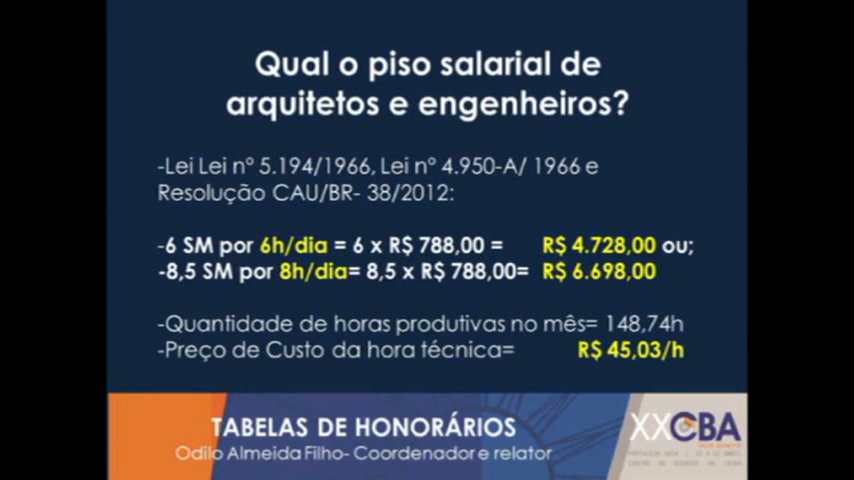 Qual o piso salarial de
arquitetos e engenheiros?
-Lei Lei nº 5.194/1966, Lei nº 4.950-A/ 1966 e
Resolução CAU/BR- 38/2012:
-6 SM por 6h/dia = 6 x R$ 788,00 = R$ 4.728,00 ou;
-8,5 SM por 8h/dia= 8,5 x R$ 788,00= R$ 6.698,00
-Quantidade de horas produtivas no mês= 148,74h
-Preço de Custo da hora técnica= R$ 45,03/h
TABELAS DE HONORÁRIOS
Odilo Almeida Filho- Coordenador e relator
XXCBA